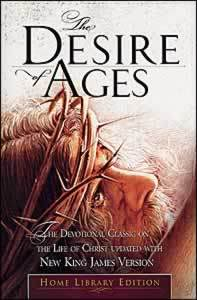 The
DESIRE
of AGES
THE DEVOTIONAL CLASSIC ON
THE LIFE OF CHRIST UPDATED WITH
NEW KING JAMES VERSION
HOME LIBRARY EDITION